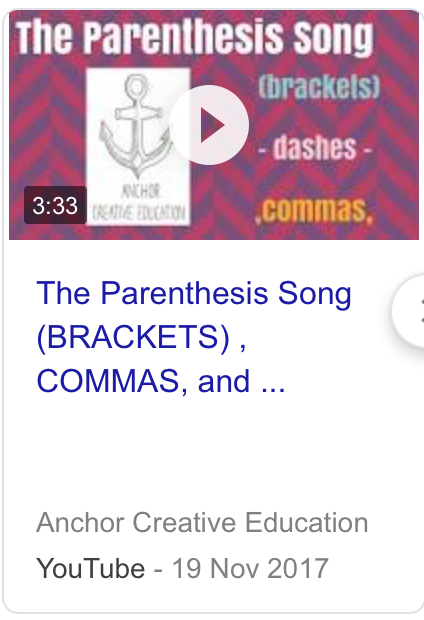 The Parenthesis Song
(brackets)
- dashes -
,commas,
ANCHOR
CREATIVE EDUCATION
3:33
The Parenthesis Song
(BRACKETS) ,
COMMAS, and ...
Anchor Creative Education
YouTube - 19 Nov 2017